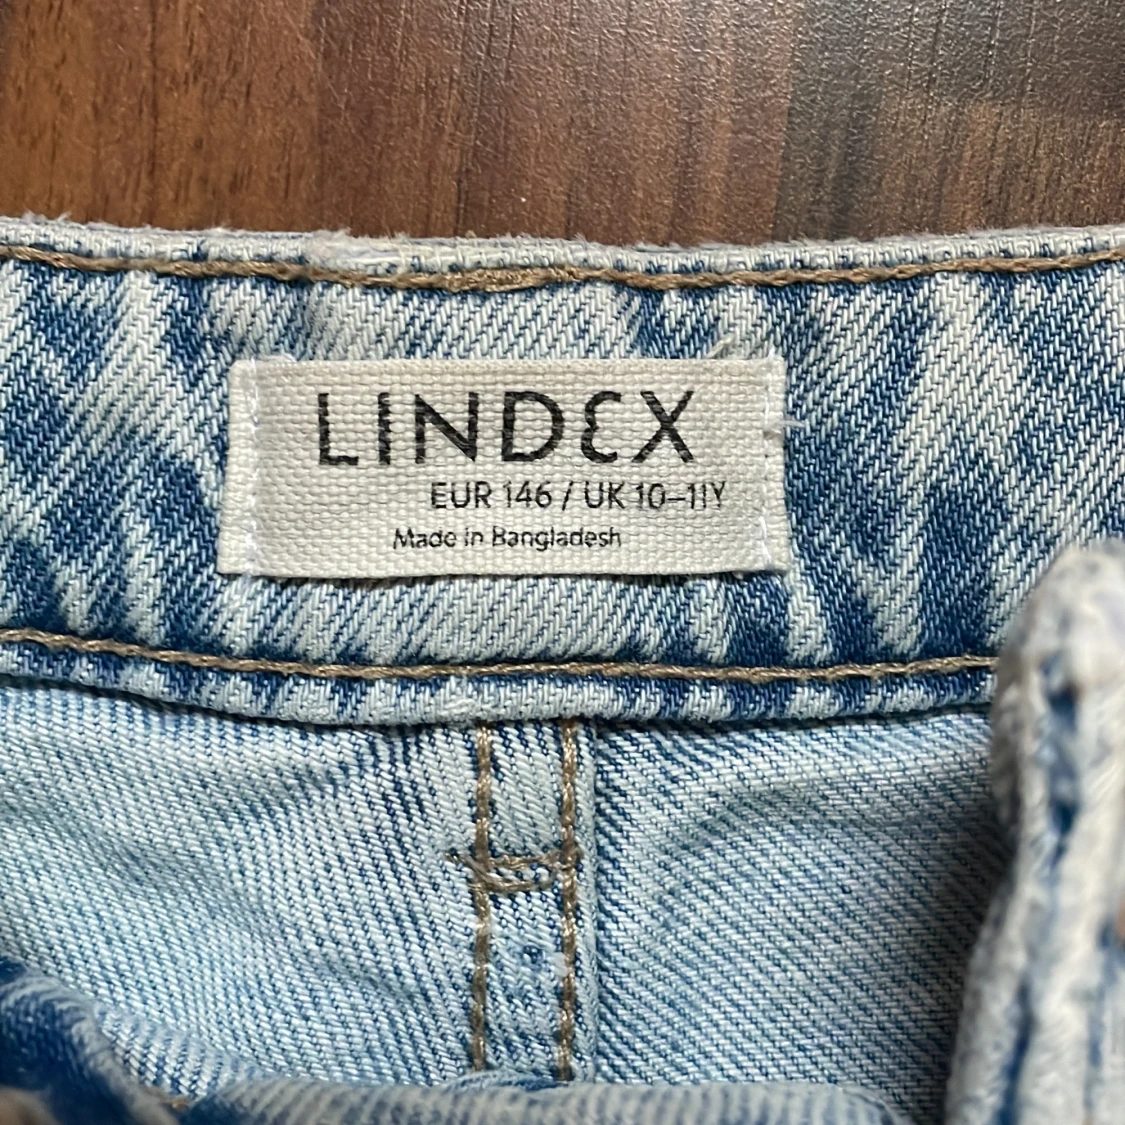 LINDEX
EUR 146 / UK 10–11Y
Made in Bangladesh